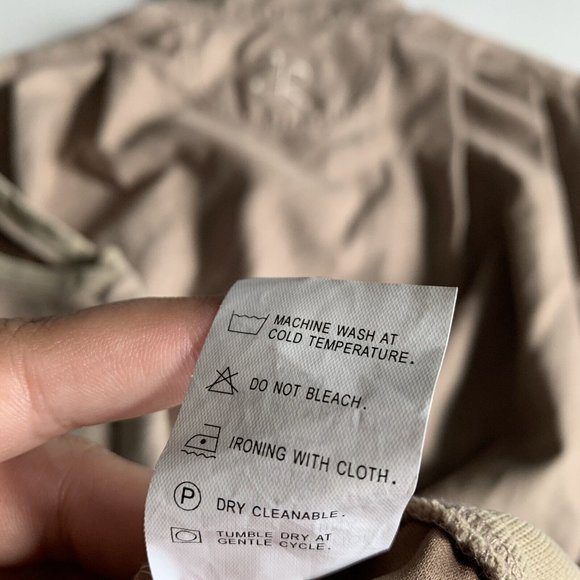 MACHINE WASH AT
COLD TEMPERATURE.
DO NOT BLEACH.
IRONING WITH CLOTH.
P DRY CLEANABLE.
TUMBLE DRY AT
GENTLE CYCLE.